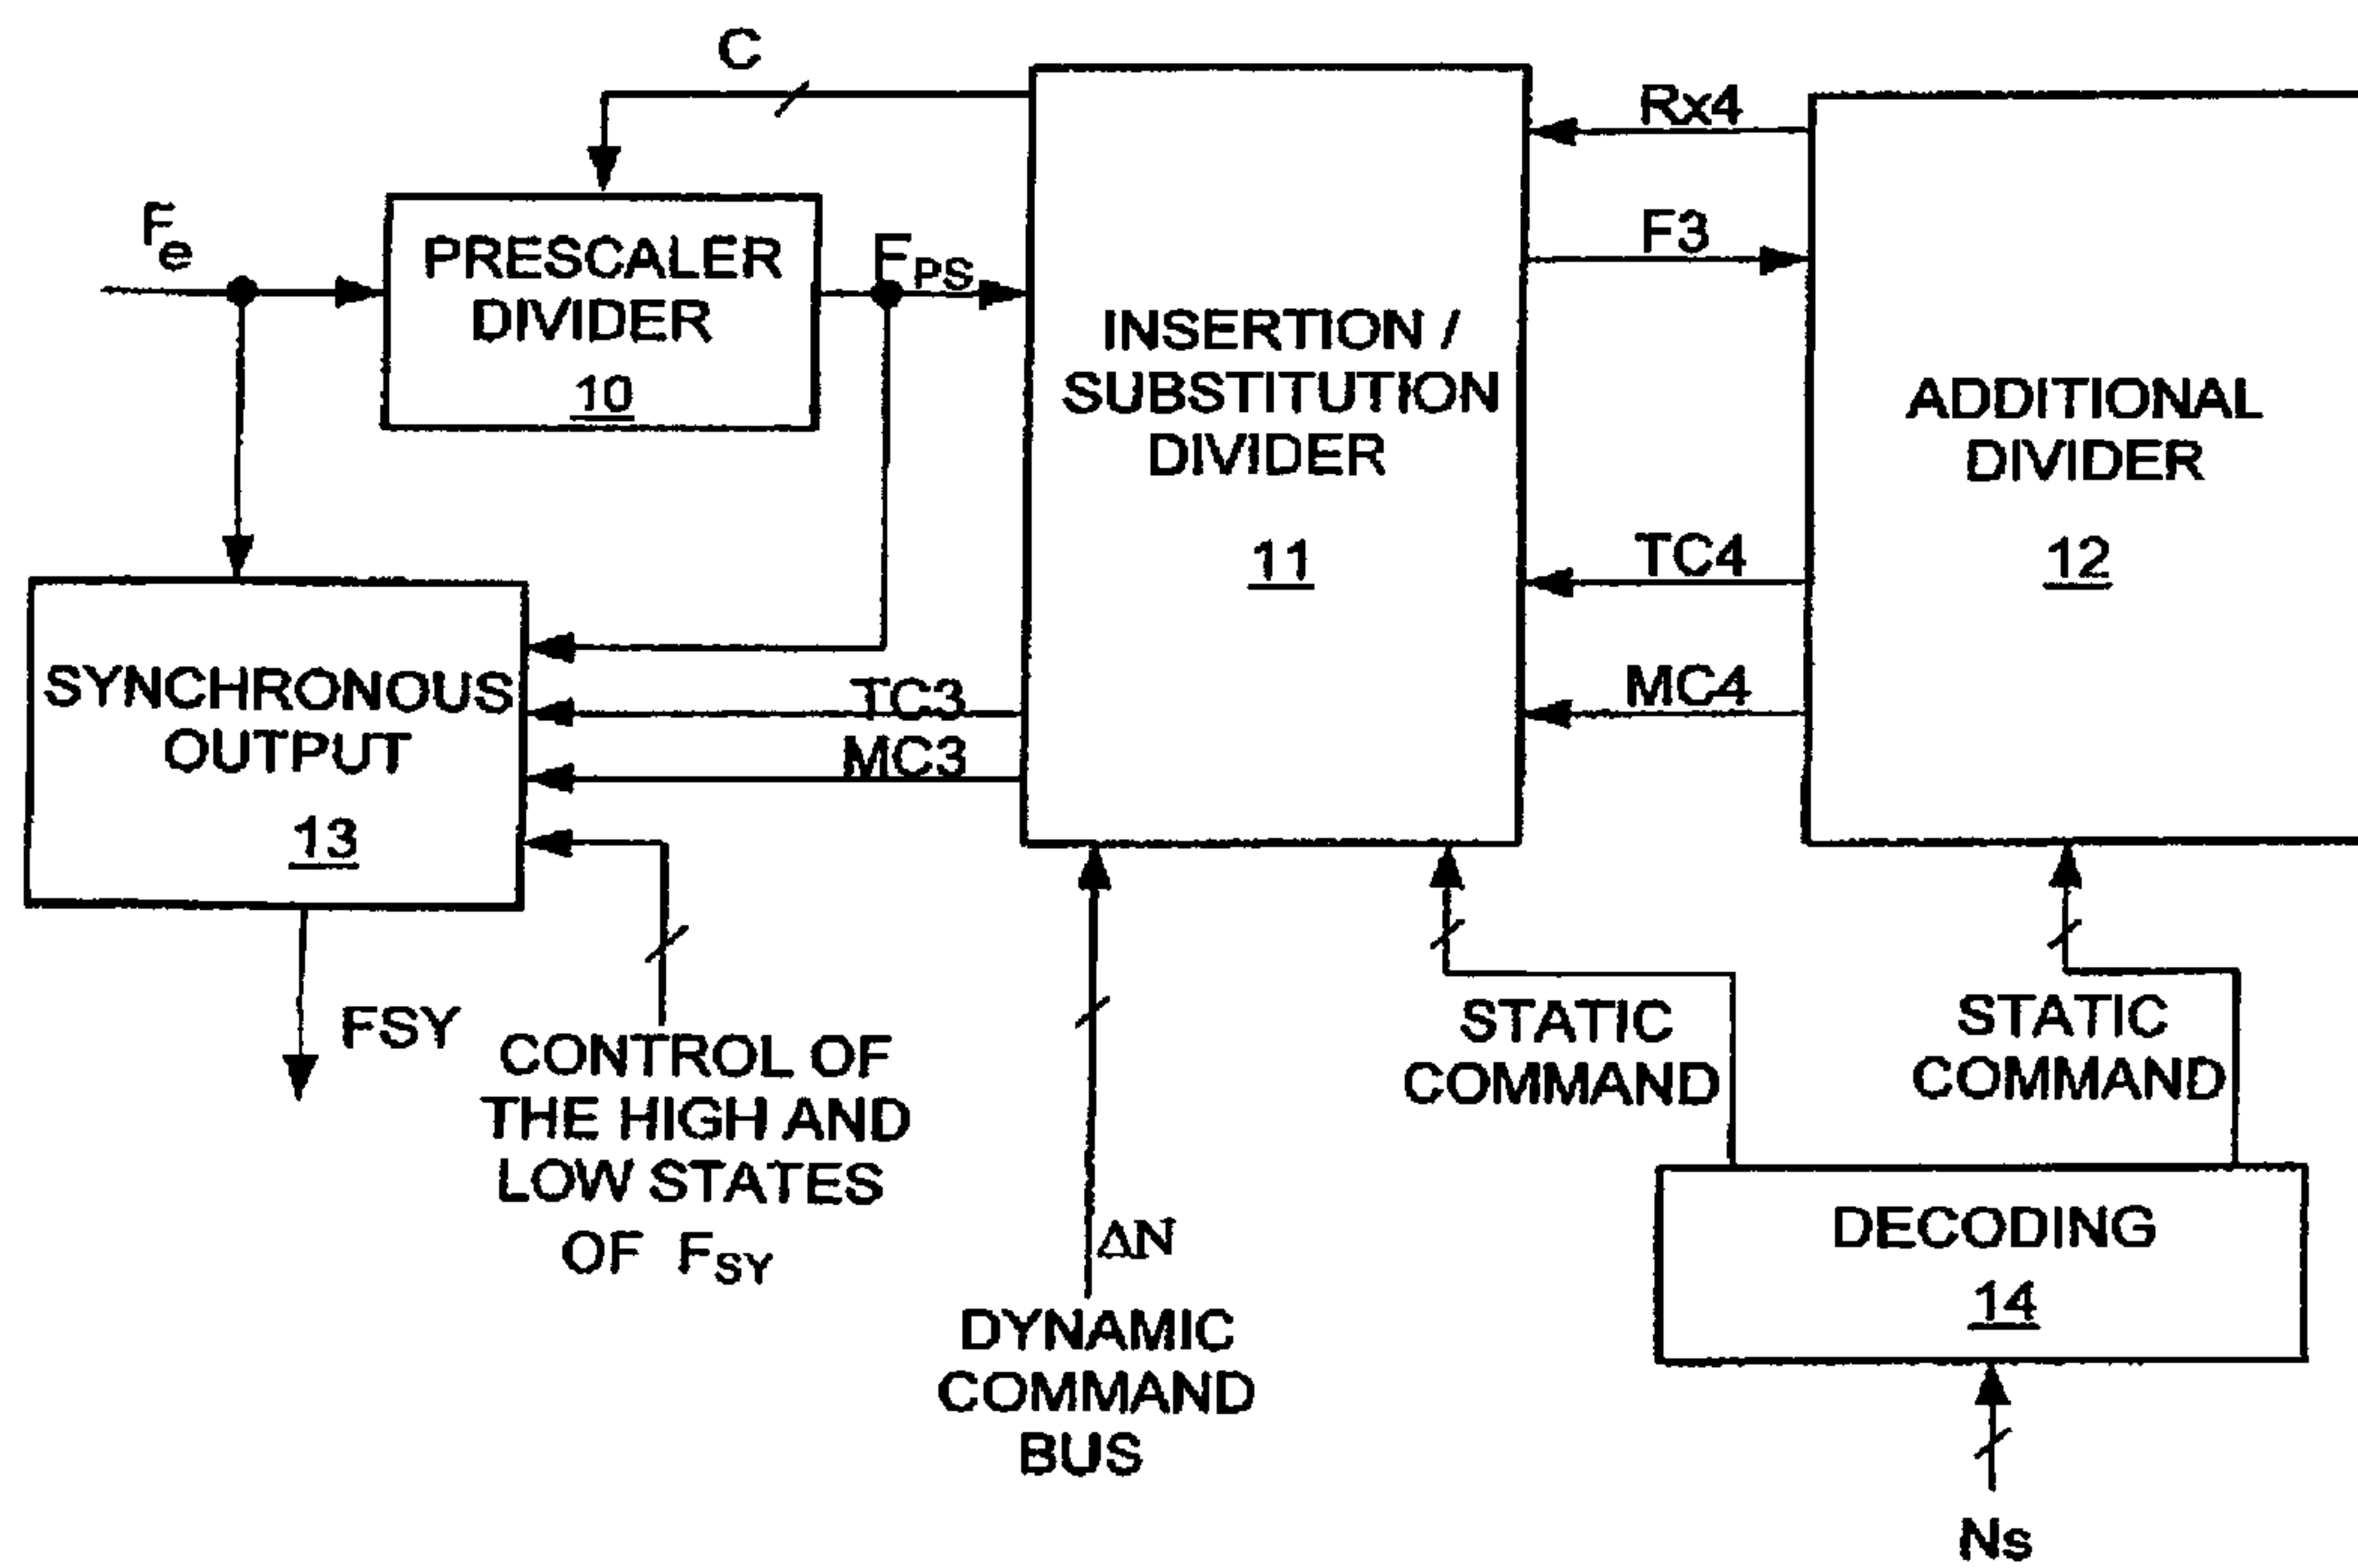 C
Fe
PRESCALER
DIVIDER
10
FPS
INSERTION /
SUBSTITUTION
DIVIDER
11
Rx4
F3
TC4
MC4
ADDITIONAL
DIVIDER
12
SYNCHRONOUS
OUTPUT
13
TC3
MC3
FSY
CONTROL OF
THE HIGH AND
LOW STATES
OF FSY
ΔN
DYNAMIC
COMMAND
BUS
STATIC
COMMAND
STATIC
COMMAND
DECODING
14
Ns